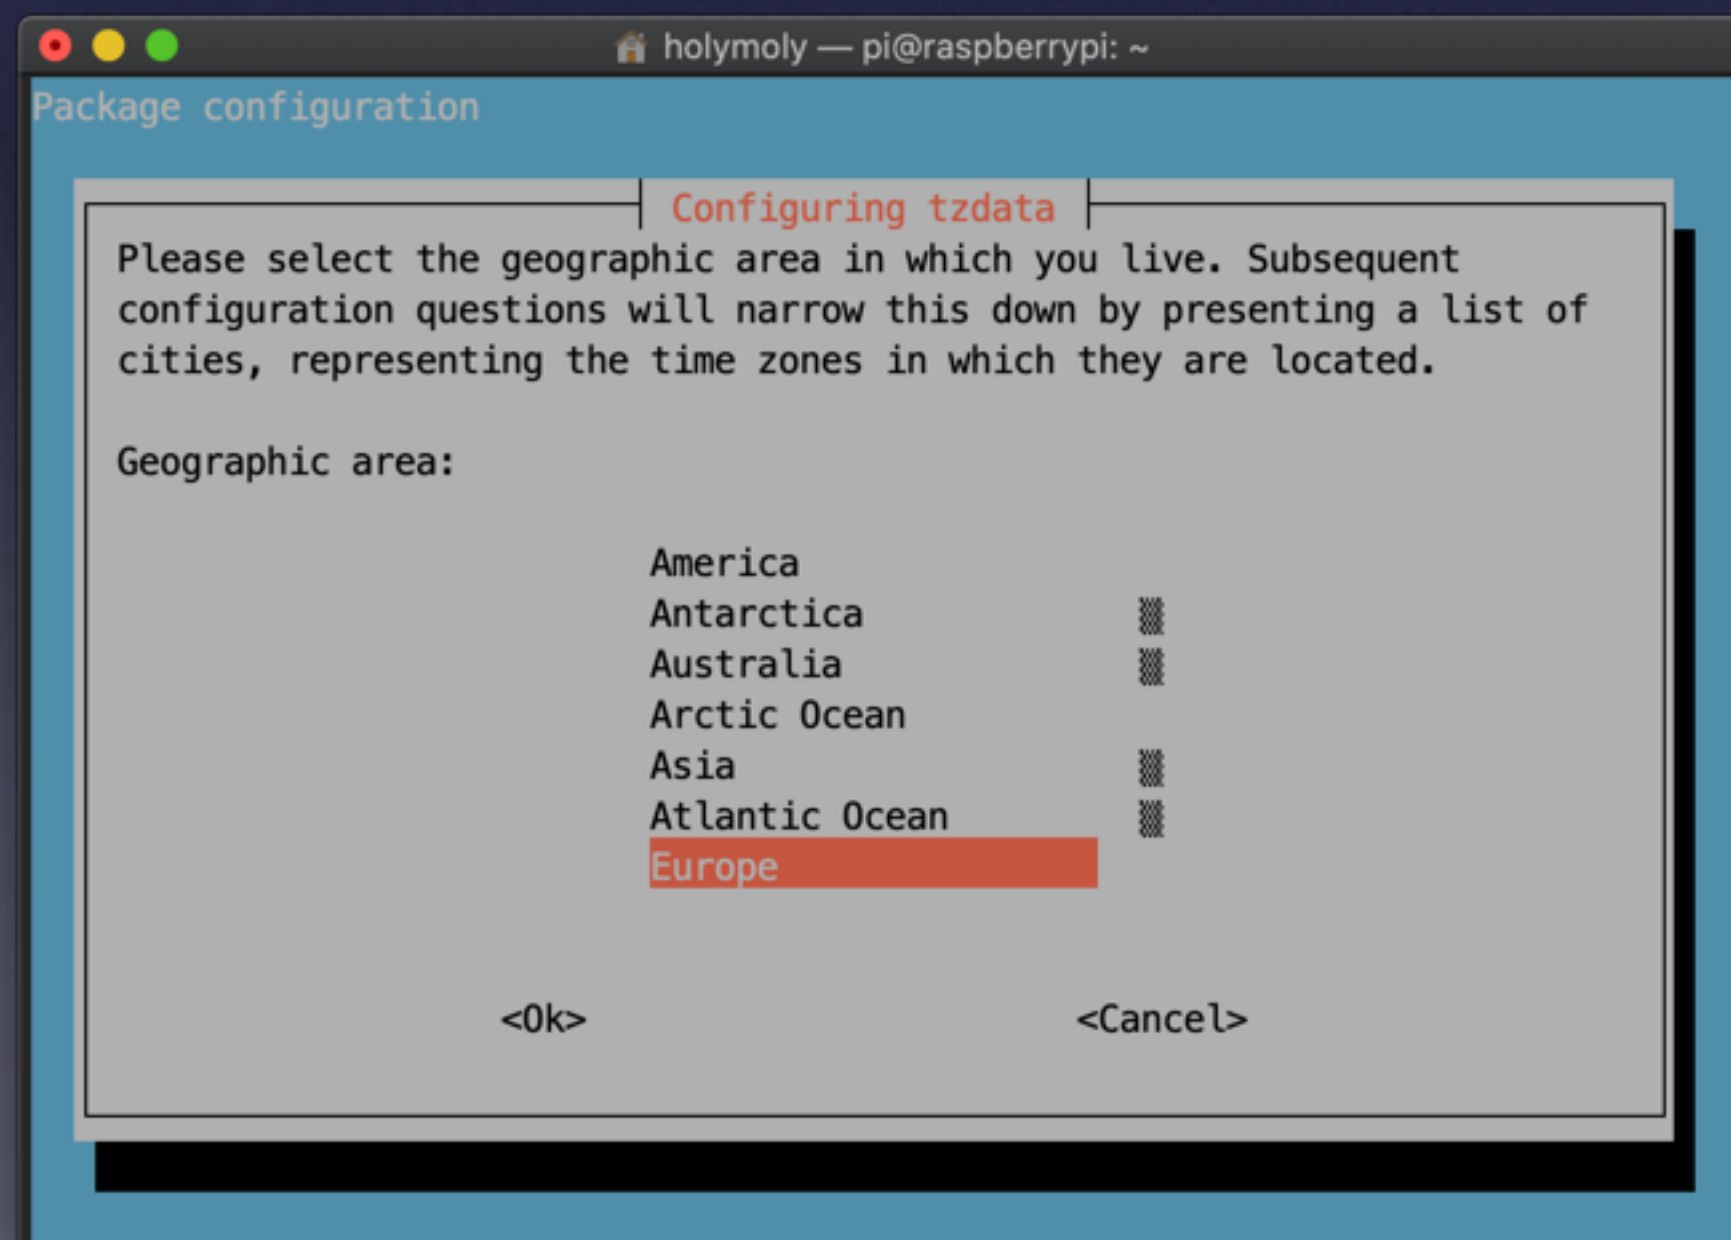 holymoly — pi@raspberrypi: ~
Package configuration
Configuring tzdata
Please select the geographic area in which you live. Subsequent
configuration questions will narrow this down by presenting a list of
cities, representing the time zones in which they are located.
Geographic area:
America
Antarctica
Australia
Arctic Ocean
Asia
Atlantic Ocean
Europe
<Ok> <Cancel>